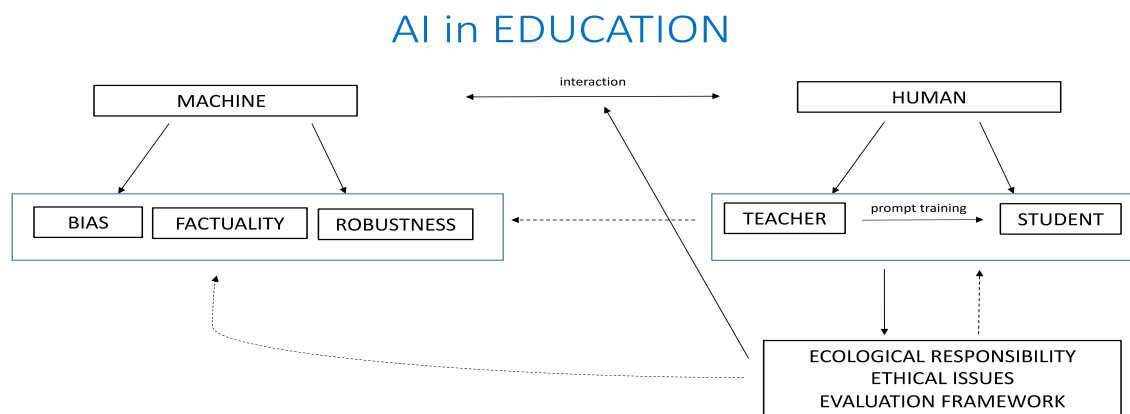 AI in EDUCATION
interaction
MACHINE
HUMAN
BIAS
FACTUALITY
ROBUSTNESS
TEACHER
prompt training
STUDENT
ECOLOGICAL RESPONSIBILITY
ETHICAL ISSUES
EVALUATION FRAMEWORK